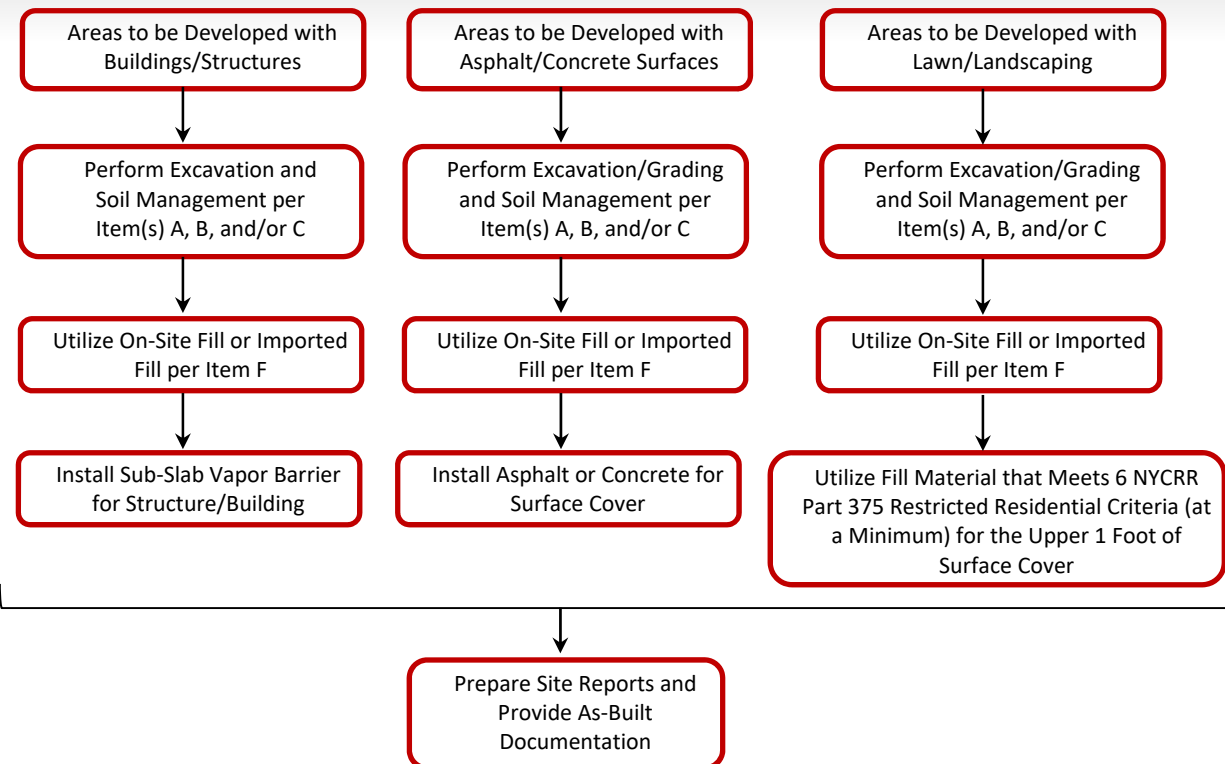 Areas to be Developed with
Buildings/Structures
Areas to be Developed with
Asphalt/Concrete Surfaces
Areas to be Developed with
Lawn/Landscaping
Perform Excavation and
Soil Management per
Item(s) A, B, and/or C
Perform Excavation/Grading
and Soil Management per
Item(s) A, B, and/or C
Perform Excavation/Grading
and Soil Management per
Item(s) A, B, and/or C
Utilize On-Site Fill or Imported
Fill per Item F
Utilize On-Site Fill or Imported
Fill per Item F
Utilize On-Site Fill or Imported
Fill per Item F
Install Sub-Slab Vapor Barrier
for Structure/Building
Install Asphalt or Concrete for
Surface Cover
Utilize Fill Material that Meets 6 NYCRR
Part 375 Restricted Residential Criteria (at
a Minimum) for the Upper 1 Foot of
Surface Cover
Prepare Site Reports and
Provide As-Built
Documentation